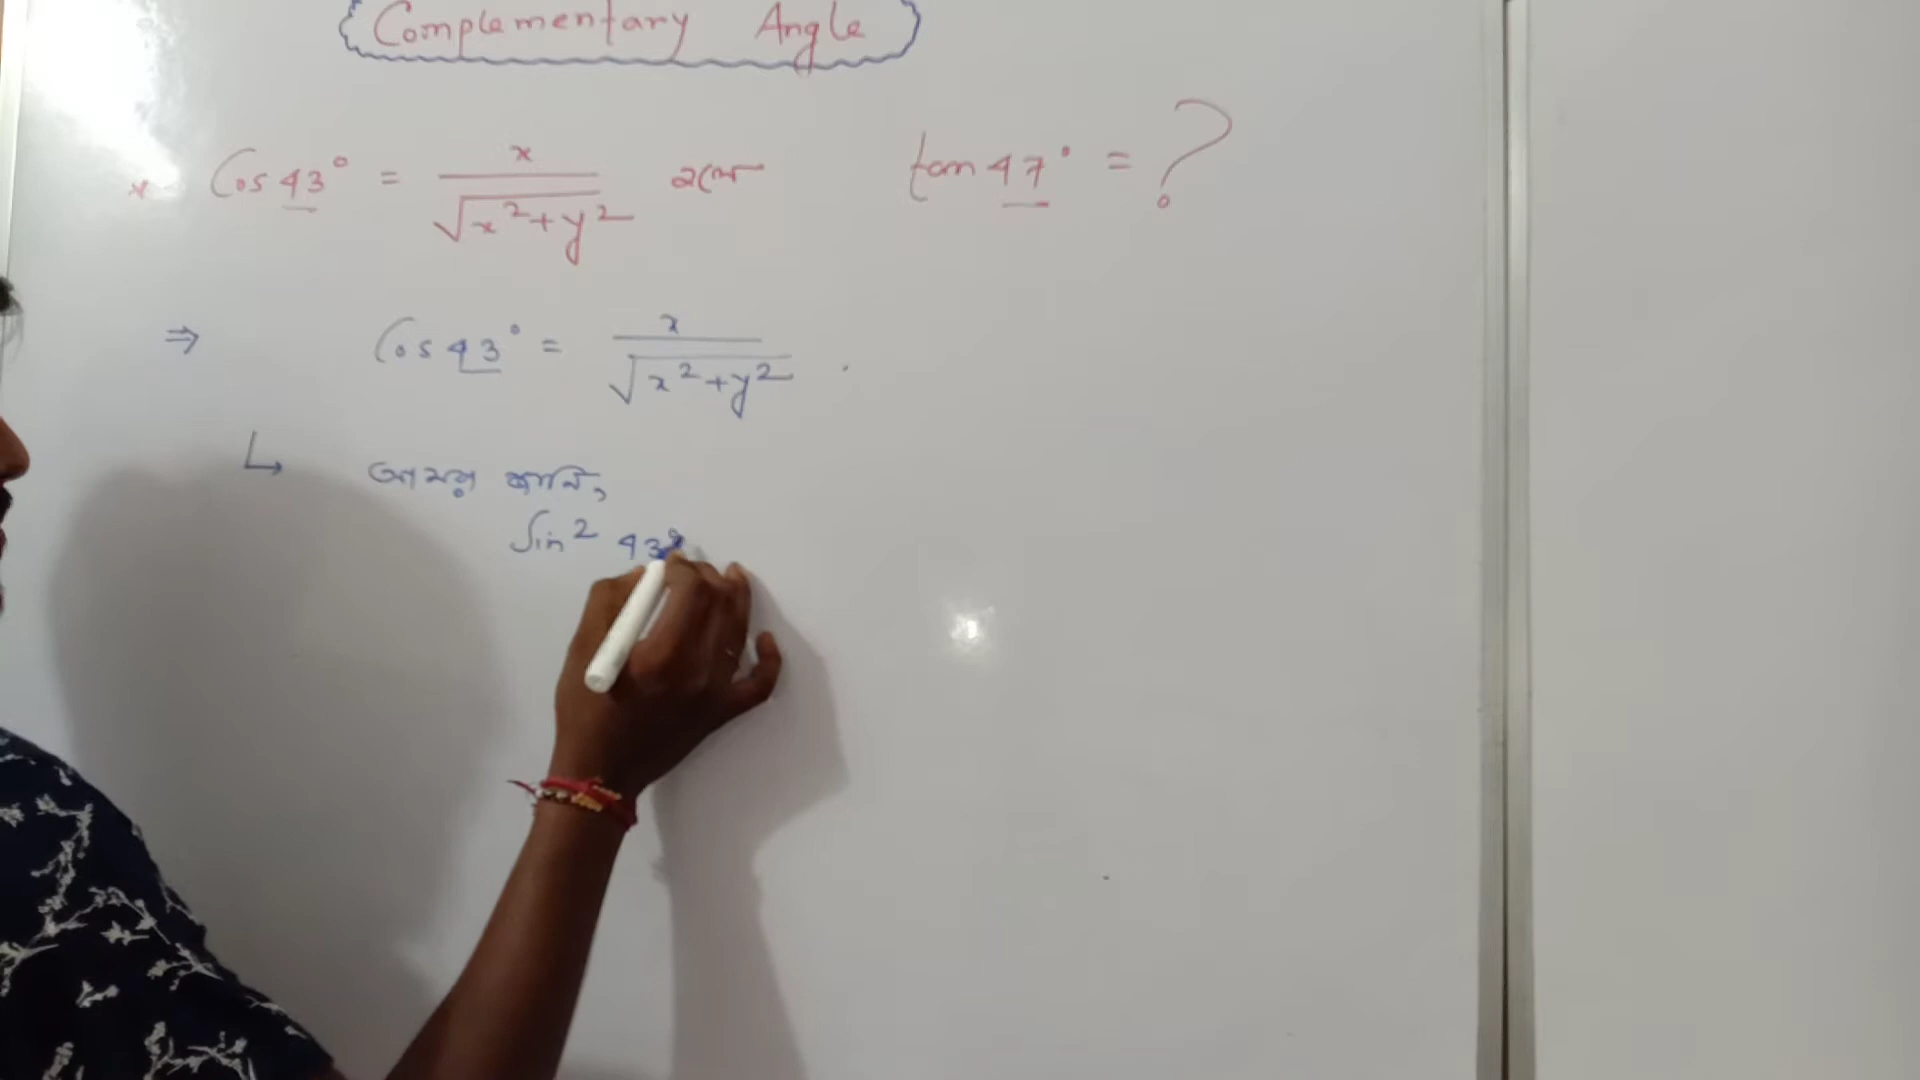 Complementary Angle
* Cos 43° = x/√x²+y² হলে tan 47° = ?
⇒ Cos 43° = x/√x²+y² .
↳ আমরা জানি,
Sin² 43°